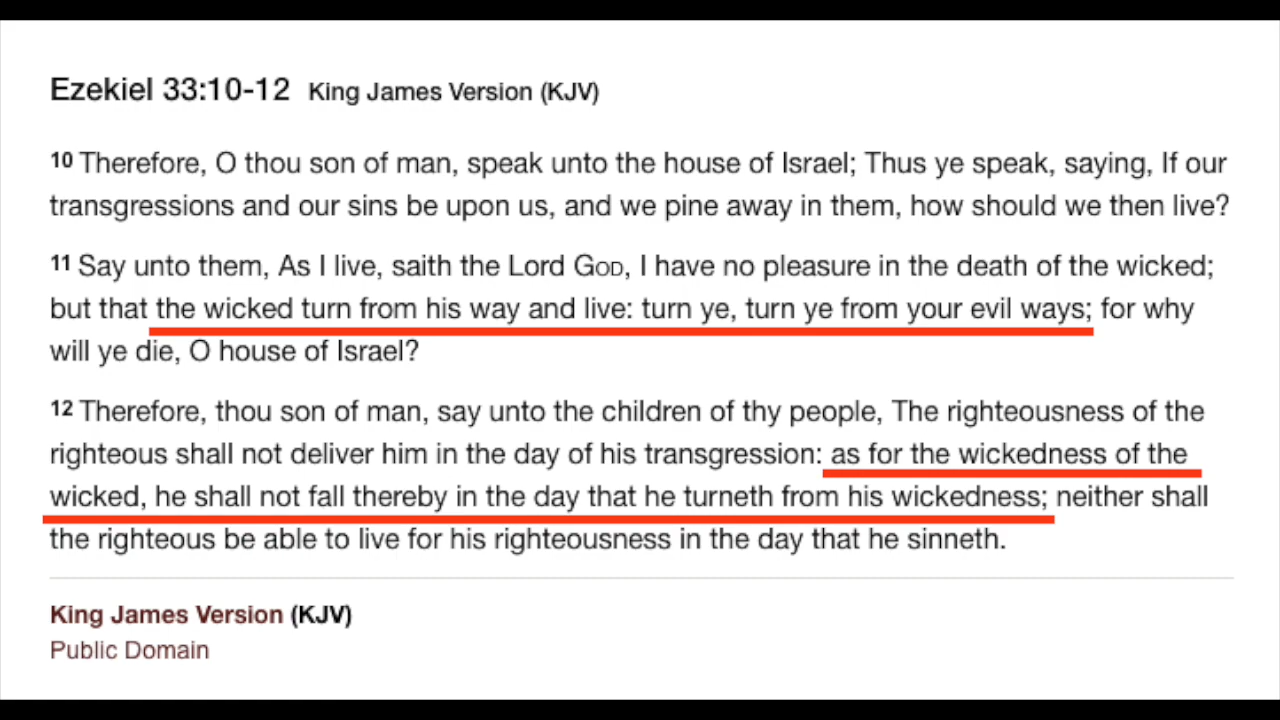 Ezekiel 33:10-12 King James Version (KJV)
10 Therefore, O thou son of man, speak unto the house of Israel; Thus ye speak, saying, If our
transgressions and our sins be upon us, and we pine away in them, how should we then live?
11 Say unto them, As I live, saith the Lord God, I have no pleasure in the death of the wicked;
but that the wicked turn from his way and live: turn ye, turn ye from your evil ways; for why
will ye die, O house of Israel?
12 Therefore, thou son of man, say unto the children of thy people, The righteousness of the
righteous shall not deliver him in the day of his transgression: as for the wickedness of the
wicked, he shall not fall thereby in the day that he turneth from his wickedness; neither shall
the righteous be able to live for his righteousness in the day that he sinneth.
King James Version (KJV)
Public Domain